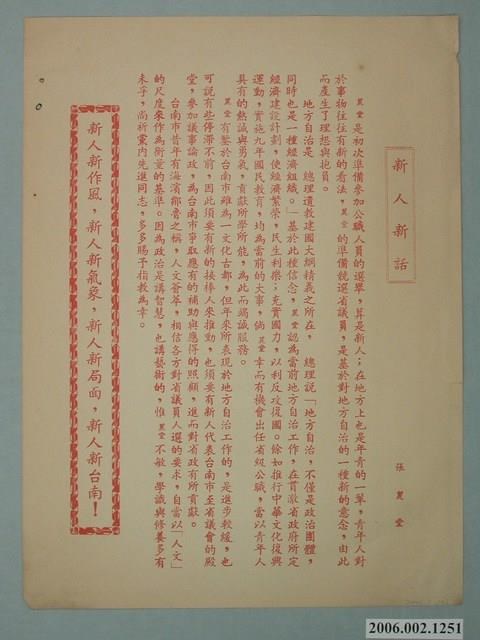 新人新話
張麗堂
麗堂是初次準備參加公職人員的選舉，算是新人；在地方上也是年青的一輩，青年人對
於事物往往有新的看法，麗堂的準備競選省議員，是基於對地方自治的一種新的意念，由此
而產生了理想與抱負。
地方自治是　總理遺教建國大綱精義之所在，　總理說「地方自治，不僅是政治團體，
同時也是一種經濟組織。」基於此種信念，麗堂認為當前地方自治工作，在貫澈省政府所定
經濟建設計劃，使經濟繁榮，民生利樂；充實國力，以利反攻復國。餘如推行中華文化復興
運動，實施九年國民教育，均為當前的大事，倘麗堂幸而有機會出任省級公職，當以青年人
具有的熱誠與勇氣，貢獻所學所能，為此而竭誠服務。
麗堂有鑒於台南市雖為一文化古都，但年來所表現於地方自治工作的，是進步較緩，也
可說有些停滯不前，因此須要有新的接棒人來推動，也須要有新人代表台南市至省議會的殿
堂，參加議事論政，為台南市爭取應有的補助與應得的照顧，進而對省政有所貢獻。
台南市昔年有海濱鄒魯之稱，人文薈萃，相信各方對省議員人選的要求，自當以「人文」
的尺度來作為衡量的基準。因為政治是講智慧，也講藝術的，惟麗堂不敏，學識與修養多有
未孚，尚祈黨內先進同志，多多賜予指教為幸。
新人新作風，新人新氣象，新人新局面，新人新台南！
2006.002.1251